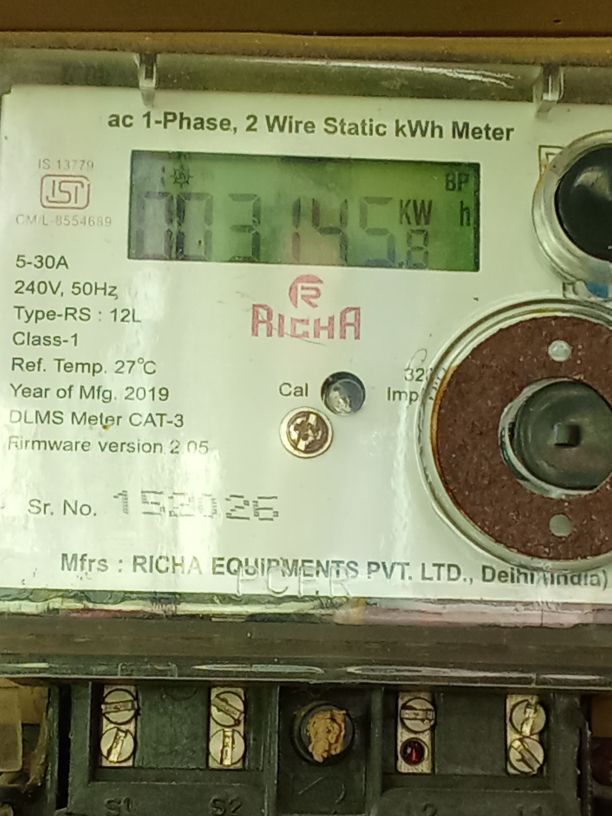 ac 1-Phase, 2 Wire Static kWh Meter
IS 13779
ISI
CM/L-8554689
BP
003145.8 KW h
5-30A
240V, 50Hz
Type-RS : 12L
Class-1
Ref. Temp. 27°C
Year of Mfg. 2019
DLMS Meter CAT-3
Firmware version 2.05
RICHA
Cal
Imp
Sr. No. 152026
Mfrs : RICHA EQUIPMENTS PVT. LTD., Delhi (India)
S1 S2